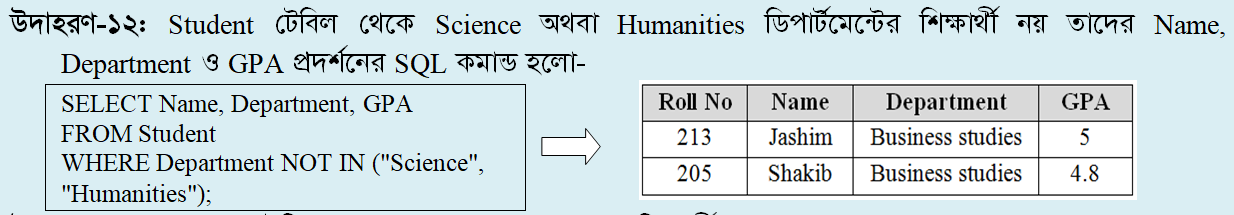 উদাহরণ-১২: Student টেবিল থেকে Science অথবা Humanities ডিপার্টমেন্টের শিক্ষার্থী নয় তাদের Name,
Department ও GPA প্রদর্শনের SQL কমান্ড হলো-
SELECT Name, Department, GPA
FROM Student
WHERE Department NOT IN ("Science",
"Humanities");
Roll No Name Department GPA
213 Jashim Business studies 5
205 Shakib Business studies 4.8